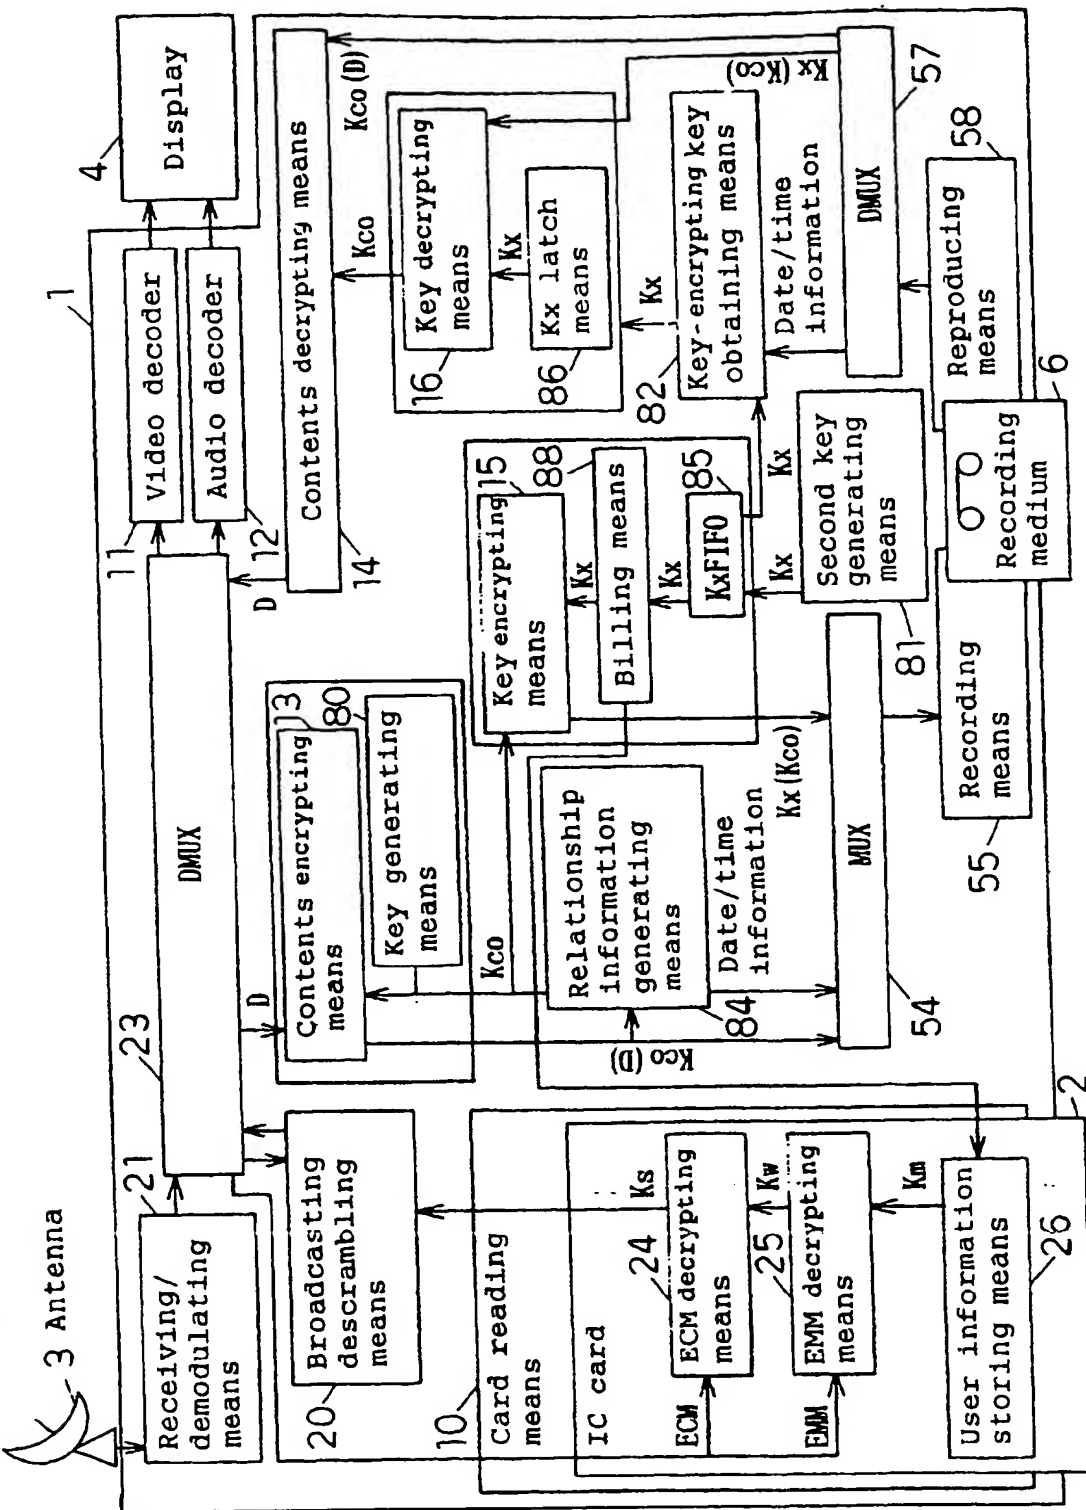 3 Antenna
Receiving/
demodulating
means
21
23
DMUX
11
Video decoder
Audio decoder
12
4
Display
1
20
Broadcasting
descrambling
means
D
Contents encrypting
means
13
Key generating
means
80
D
14
Contents decrypting means
Kco(D)
10
Card reading
means
IC card
Ks
ECM
24
ECM decrypting
means
Kw
EMM
25
EMM decrypting
means
Km
User information
storing means
26
2
Kco
Kco(D)
Relationship
information
generating
means
84
Date/time
information
Kx(Kco)
Key encrypting
means
15
Kx
Billing means
88
Kx
KxFIFO
85
Kx
Kx
Second key
generating
means
81
MUX
54
Recording
means
55
Recording
medium
6
Kco
Key decrypting
means
16
Kx
Kx latch
means
86
Kx
82
Key-encrypting key
obtaining means
Date/time
information
Kx(Kco)
DMUX
57
Reproducing
means
58